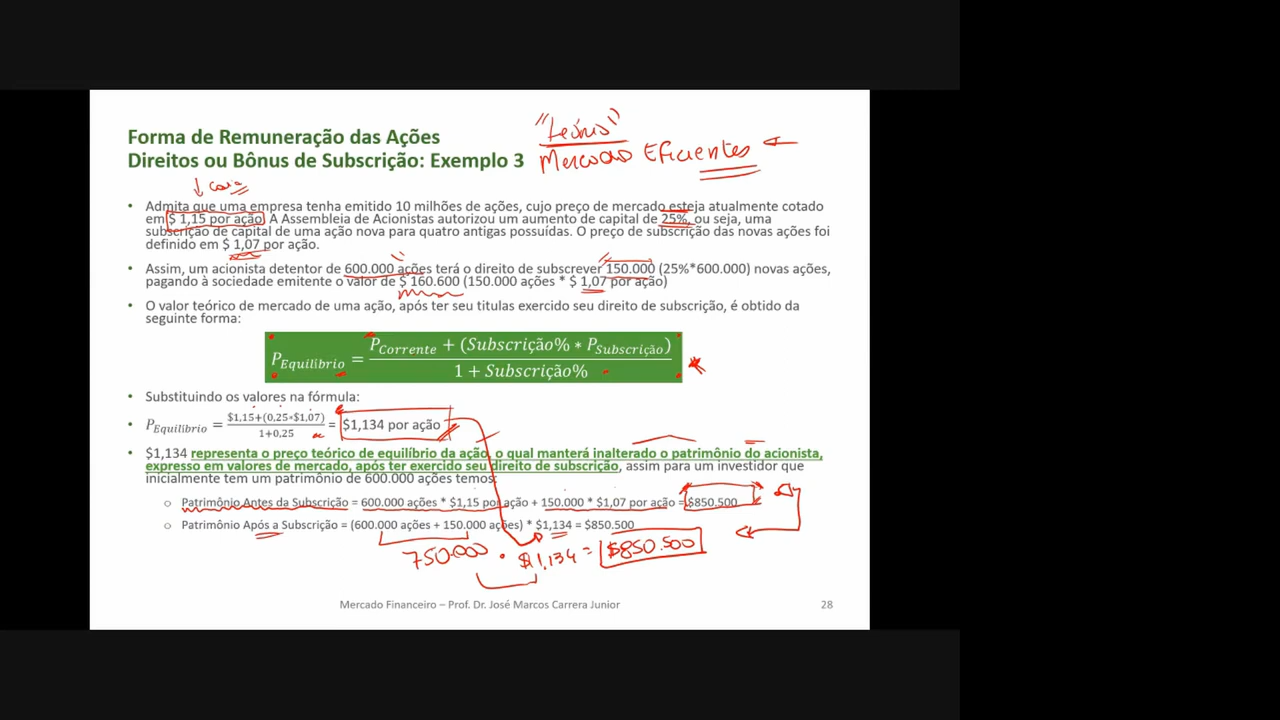 Forma de Remuneração das Ações
Direitos ou Bônus de Subscrição: Exemplo 3
"Teórico"
Mercado Eficientes
• Admita que uma empresa tenha emitido 10 milhões de ações, cujo preço de mercado esteja atualmente cotado
em $ 1,15 por ação. A Assembleia de Acionistas autorizou um aumento de capital de 25%, ou seja, uma
subscrição de capital de uma ação nova para quatro antigas possuídas. O preço de subscrição das novas ações foi
definido em $ 1,07 por ação.
• Assim, um acionista detentor de 600.000 ações terá o direito de subscrever 150.000 (25%*600.000) novas ações,
pagando à sociedade emitente o valor de $ 160.600 (150.000 ações * $ 1,07 por ação)
• O valor teórico de mercado de uma ação, após ter seu titulas exercido seu direito de subscrição, é obtido da
seguinte forma:
P_Equilíbrio = (P_Corrente + (Subscrição% * P_Subscrição)) / (1 + Subscrição%)
• Substituindo os valores na fórmula:
• P_Equilíbrio = ($1,15+(0,25*$1,07)) / (1+0,25) = $1,134 por ação
• $1,134 representa o preço teórico de equilíbrio da ação, o qual manterá inalterado o patrimônio do acionista,
expresso em valores de mercado, após ter exercido seu direito de subscrição, assim para um investidor que
inicialmente tem um patrimônio de 600.000 ações temos:
○ Patrimônio Antes da Subscrição = 600.000 ações * $1,15 por ação + 150.000 * $1,07 por ação = $850.500
○ Patrimônio Após a Subscrição = (600.000 ações + 150.000 ações) * $1,134 = $850.500
750.000 . $1,134 = $850.500
Mercado Financeiro – Prof. Dr. José Marcos Carrera Junior
28